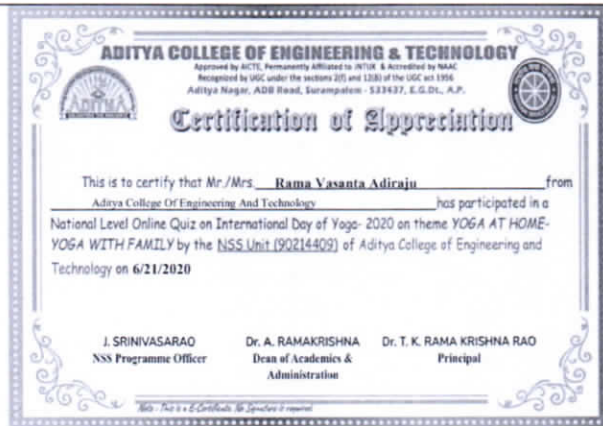 ADITYA COLLEGE OF ENGINEERING & TECHNOLOGY
Approved by AICTE, Permanently Affiliated to JNTUK & Accredited by NAAC
Recognized by UGC under the sections 2(f) and 12(B) of the UGC act 1956
Aditya Nagar, ADB Road, Surampalem - 533437, E.G.Dt., A.P.
ADITYA
Certification of Appreciation
This is to certify that Mr./Mrs. Rama Vasanta Adiraju from
Aditya College Of Engineering And Technology has participated in a
National Level Online Quiz on International Day of Yoga- 2020 on theme YOGA AT HOME-
YOGA WITH FAMILY by the NSS Unit (90214409) of Aditya College of Engineering and
Technology on 6/21/2020
J. SRINIVASARAO Dr. A. RAMAKRISHNA Dr. T. K. RAMA KRISHNA RAO
NSS Programme Officer Dean of Academics & Principal
Administration
Note : This is a E-Certificate. No Signature is required